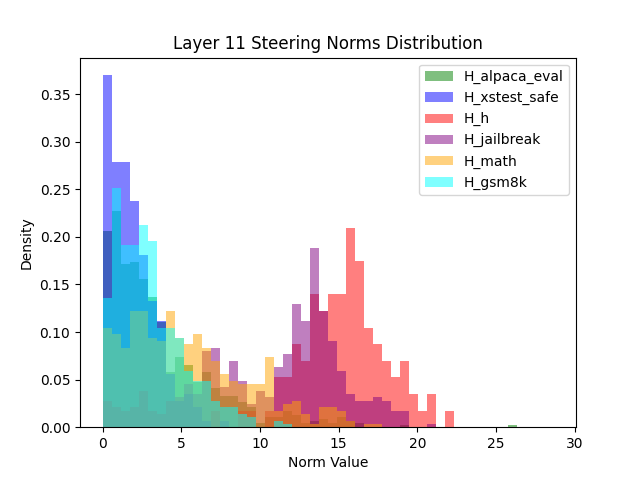 Layer 11 Steering Norms Distribution
H_alpaca_eval
H_xstest_safe
H_h
H_jailbreak
H_math
H_gsm8k
Density
0.35
0.30
0.25
0.20
0.15
0.10
0.05
0.00
0 5 10 15 20 25 30
Norm Value